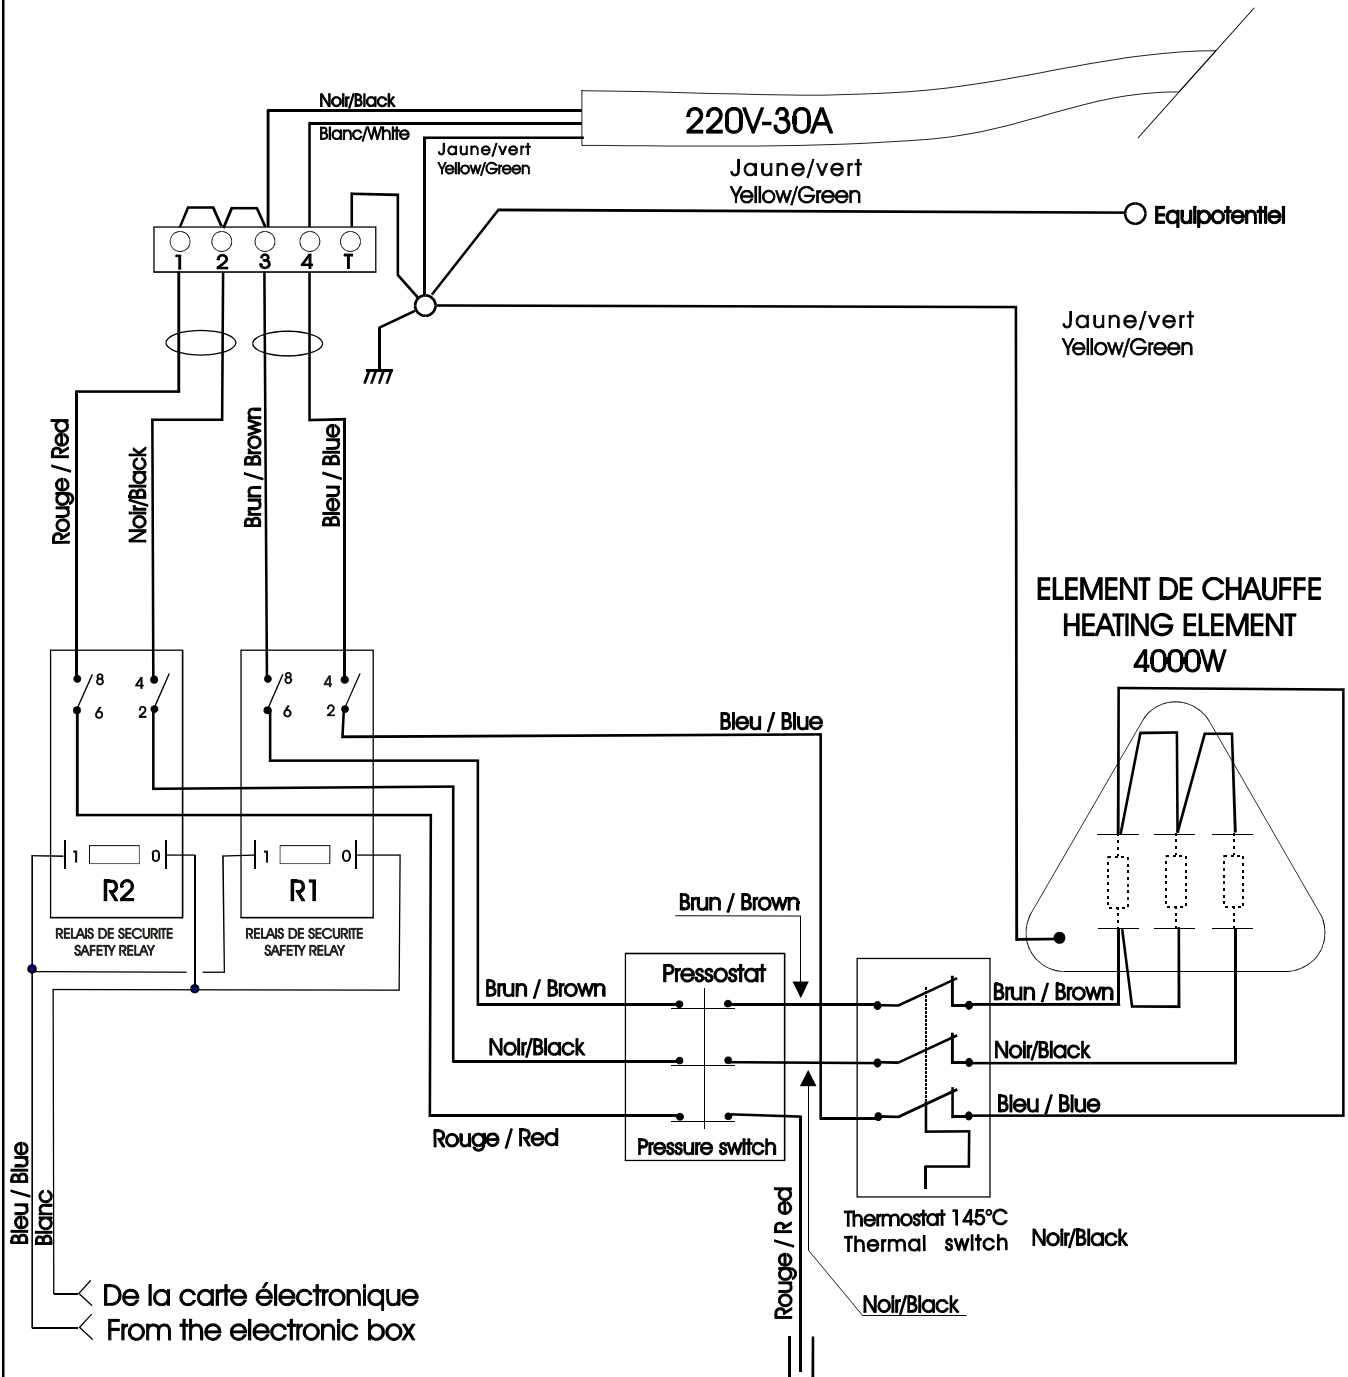 Noir/Black
Blanc/White
Jaune/vert
Yellow/Green
220V-30A
Jaune/vert
Yellow/Green
Equipotentiel
1 2 3 4 T
Jaune/vert
Yellow/Green
Rouge / Red
Noir/Black
Brun / Brown
Bleu / Blue
ELEMENT DE CHAUFFE
HEATING ELEMENT
4000W
8 4 8 4
6 2 6 2
Bleu / Blue
1 0 1 0
R2 R1
RELAIS DE SECURITE
SAFETY RELAY
RELAIS DE SECURITE
SAFETY RELAY
Brun / Brown
Pressostat
Brun / Brown
Brun / Brown
Noir/Black
Noir/Black
Bleu / Blue
Rouge / Red
Pressure switch
Bleu / Blue
Blanc
Rouge / R ed
Thermostat 145°C
Thermal switch
Noir/Black
Noir/Black
De la carte électronique
From the electronic box